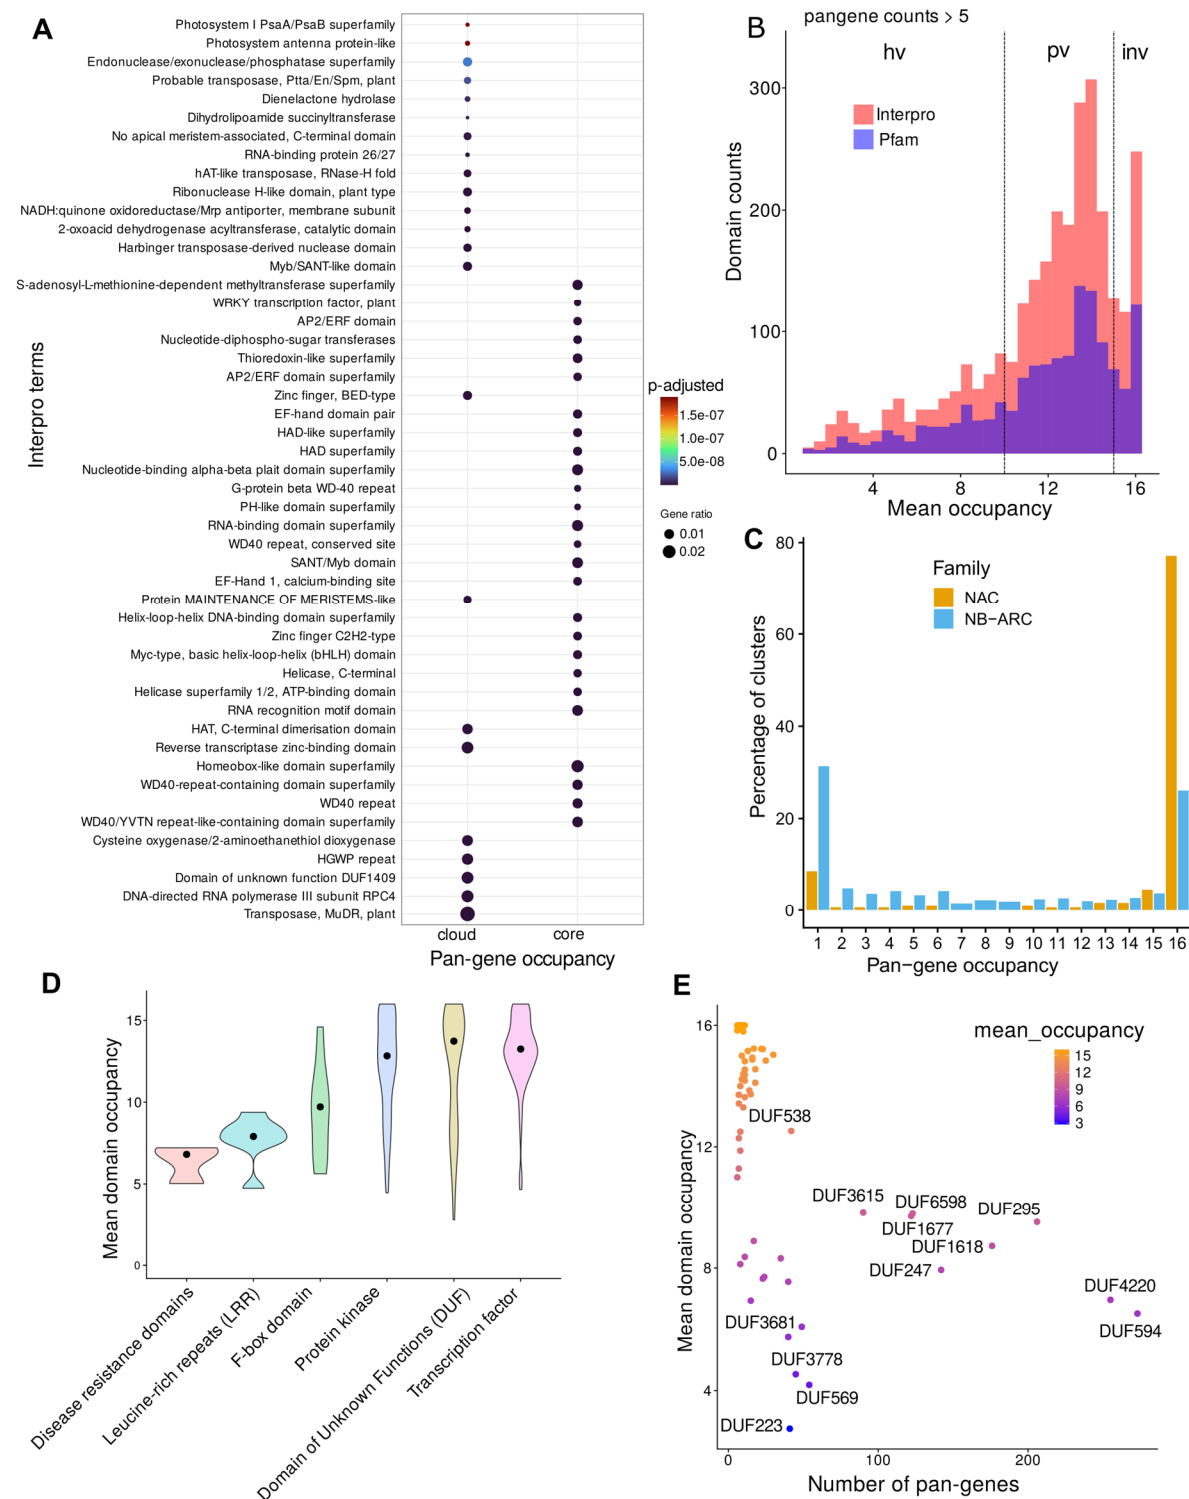 A
Photosystem I PsaA/PsaB superfamily
Photosystem antenna protein-like
Endonuclease/exonuclease/phosphatase superfamily
Probable transposase, Ptta/En/Spm, plant
Dienelactone hydrolase
Dihydrolipoamide succinyltransferase
No apical meristem-associated, C-terminal domain
RNA-binding protein 26/27
hAT-like transposase, RNase-H fold
Ribonuclease H-like domain, plant type
NADH:quinone oxidoreductase/Mrp antiporter, membrane subunit
2-oxoacid dehydrogenase acyltransferase, catalytic domain
Harbinger transposase-derived nuclease domain
Myb/SANT-like domain
S-adenosyl-L-methionine-dependent methyltransferase superfamily
WRKY transcription factor, plant
AP2/ERF domain
Nucleotide-diphospho-sugar transferases
Thioredoxin-like superfamily
AP2/ERF domain superfamily
Zinc finger, BED-type
EF-hand domain pair
HAD-like superfamily
HAD superfamily
Nucleotide-binding alpha-beta plait domain superfamily
G-protein beta WD-40 repeat
PH-like domain superfamily
RNA-binding domain superfamily
WD40 repeat, conserved site
SANT/Myb domain
EF-Hand 1, calcium-binding site
Protein MAINTENANCE OF MERISTEMS-like
Helix-loop-helix DNA-binding domain superfamily
Zinc finger C2H2-type
Myc-type, basic helix-loop-helix (bHLH) domain
Helicase, C-terminal
Helicase superfamily 1/2, ATP-binding domain
RNA recognition motif domain
HAT, C-terminal dimerisation domain
Reverse transcriptase zinc-binding domain
Homeobox-like domain superfamily
WD40-repeat-containing domain superfamily
WD40 repeat
WD40/YVTN repeat-like-containing domain superfamily
Cysteine oxygenase/2-aminoethanethiol dioxygenase
HGWP repeat
Domain of unknown function DUF1409
DNA-directed RNA polymerase III subunit RPC4
Transposase, MuDR, plant
Interpro terms
cloud core
Pan-gene occupancy
p-adjusted
1.5e-07
1.0e-07
5.0e-08
Gene ratio
0.01
0.02
B
pangene counts > 5
hv pv inv
Interpro
Pfam
Domain counts
300
200
100
0
4 8 12 16
Mean occupancy
C
Family
NAC
NB-ARC
Percentage of clusters
80
60
40
20
0
1 2 3 4 5 6 7 8 9 10 11 12 13 14 15 16
Pan-gene occupancy
D
Mean domain occupancy
15
10
5
0
Disease resistance domains
Leucine-rich repeats (LRR)
F-box domain
Protein kinase
Domain of Unknown Functions (DUF)
Transcription factor
E
mean_occupancy
15
12
9
6
3
Mean domain occupancy
16
12
8
4
DUF538
DUF3615
DUF6598
DUF295
DUF1677
DUF1618
DUF247
DUF4220
DUF3681
DUF594
DUF3778
DUF569
DUF223
0 100 200
Number of pan-genes